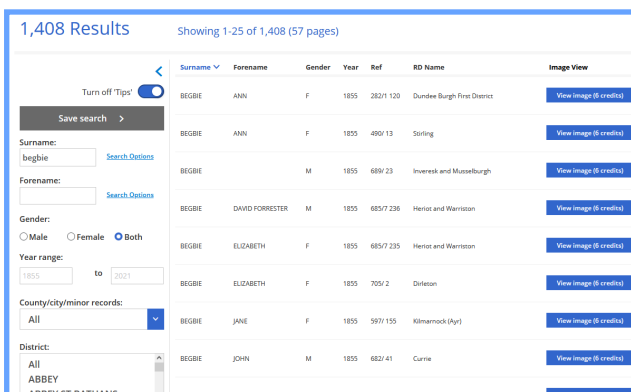 1,408 Results
Showing 1-25 of 1,408 (57 pages)
Turn off 'Tips'
Save search >
Surname:
begbie
Search Options
Forename:
Search Options
Gender:
Male Female Both
Year range:
1855 to 2021
County/city/minor records:
All
District:
All
ABBEY
Surname Forename Gender Year Ref RD Name Image View
BEGBIE ANN F 1855 282/1 120 Dundee Burgh First District View image (6 credits)
BEGBIE ANN F 1855 490/ 13 Stirling View image (6 credits)
BEGBIE M 1855 689/ 23 Inveresk and Musselburgh View image (6 credits)
BEGBIE DAVID FORRESTER M 1855 685/7 236 Heriot and Warriston View image (6 credits)
BEGBIE ELIZABETH F 1855 685/7 235 Heriot and Warriston View image (6 credits)
BEGBIE ELIZABETH F 1855 705/ 2 Dirleton View image (6 credits)
BEGBIE JANE F 1855 597/ 155 Kilmarnock (Ayr) View image (6 credits)
BEGBIE JOHN M 1855 682/ 41 Currie View image (6 credits)